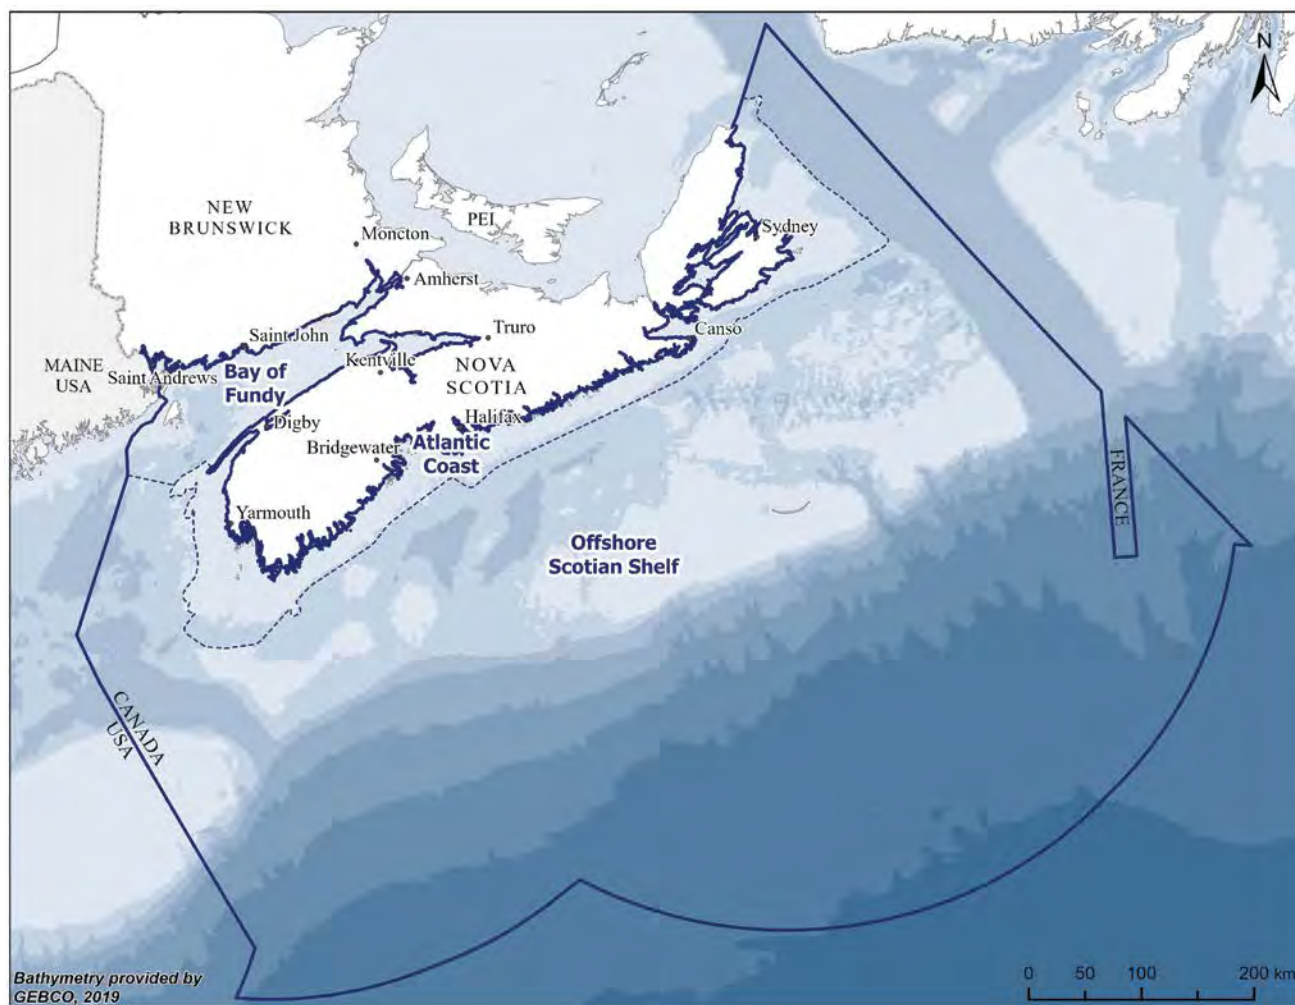 N
NEW
BRUNSWICK
PEI
Moncton
Sydney
Amherst
Saint John
Truro
Canso
MAINE
USA
Saint Andrews
Kentville
NOVA
SCOTIA
Bay of
Fundy
Digby
Halifax
Bridgewater
Atlantic
Coast
FRANCE
Yarmouth
Offshore
Scotian Shelf
CANADA
USA
Bathymetry provided by
GEBCO, 2019
0 50 100 200 km